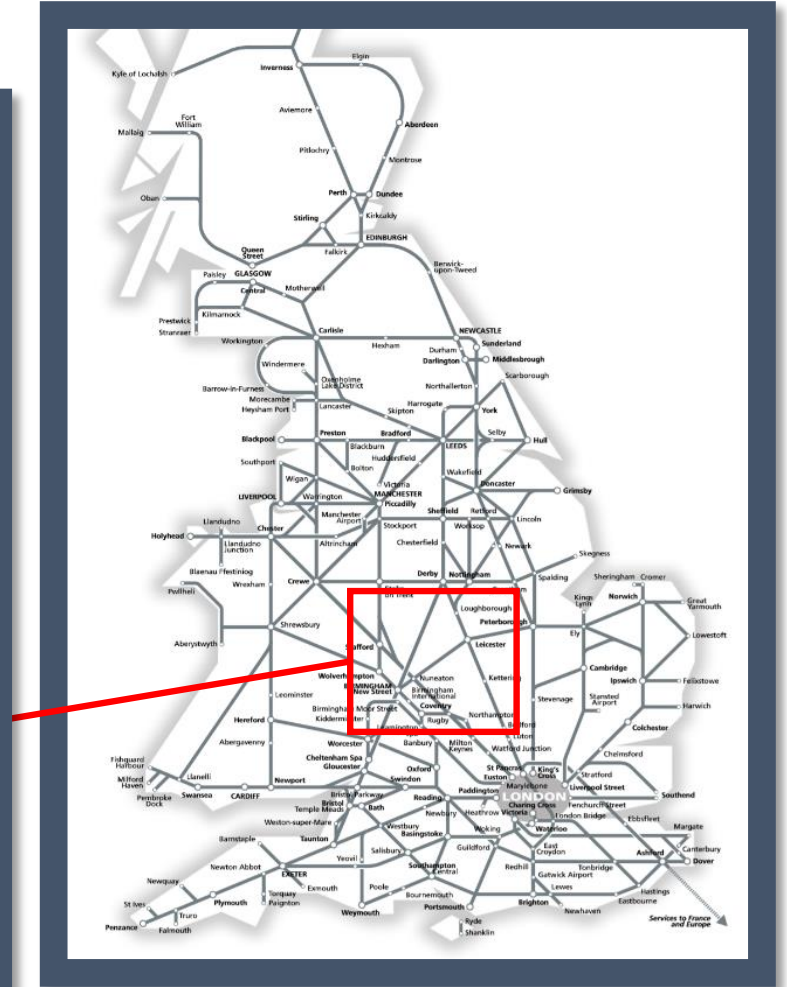 Elgin
Inverness
Kyle of Lochalsh
Aviemore
Fort
William
Mallaig
Aberdeen
Pitlochry
Montrose
Perth
Dundee
Oban
Stirling
Kirkcaldy
EDINBURGH
Queen
Street
Falkirk
Paisley
GLASGOW
Central
Motherwell
Berwick-
upon-Tweed
Prestwick
Kilmarnock
Stranraer
Carlisle
NEWCASTLE
Workington
Hexham
Sunderland
Durham
Darlington
Middlesbrough
Windermere
Scarborough
Oxenholme
Lake District
Northallerton
Barrow-in-Furness
Morecambe
Heysham Port
Lancaster
Harrogate
York
Skipton
Blackpool
Preston
Bradford
LEEDS
Selby
Hull
Blackburn
Huddersfield
Southport
Bolton
Wakefield
Wigan
Victoria
MANCHESTER
Piccadilly
Doncaster
Grimsby
LIVERPOOL
Warrington
Sheffield
Retford
Manchester
Airport
Stockport
Worksop
Lincoln
Llandudno
Chester
Holyhead
Llandudno
Junction
Altrincham
Chesterfield
Newark
Skegness
Blaenau Ffestiniog
Derby
Nottingham
Wrexham
Crewe
Spalding
Sheringham
Cromer
Pwllheli
on Trent
Kings
Lynn
Norwich
Great
Yarmouth
Loughborough
Peterborough
Shrewsbury
Ely
Lowestoft
Aberystwyth
Stafford
Leicester
Cambridge
Wolverhampton
Nuneaton
Kettering
Ipswich
Felixstowe
BIRMINGHAM
New Street
Birmingham
International
Leominster
Stevenage
Stansted
Airport
Harwich
Birmingham Moor Street
Coventry
Kidderminster
Rugby
Northampton
Hereford
Leamington
Bedford
Colchester
Abergavenny
Worcester
Banbury
Milton
Keynes
Luton
Watford Junction
Chelmsford
Fishguard
Harbour
Cheltenham Spa
Gloucester
Oxford
St Pancras
King's
Cross
Milford
Haven
Llanelli
Newport
Swindon
Euston
Stratford
Pembroke
Dock
Swansea
CARDIFF
Bristol Parkway
Reading
Paddington
Marylebone
Liverpool Street
LONDON
Southend
Bristol
Temple Meads
Bath
Newbury
Heathrow
Charing Cross
Victoria
Fenchurch Street
London Bridge
Ebbsfleet
Weston-super-Mare
Westbury
Basingstoke
Waterloo
Margate
Barnstaple
Taunton
Woking
Canterbury
Salisbury
Guildford
East
Croydon
Ashford
Dover
Yeovil
Newton Abbot
EXETER
Southampton
Central
Redhill
Tonbridge
Gatwick Airport
Newquay
Torquay
Paignton
Exmouth
Poole
Bournemouth
Lewes
Hastings
Eastbourne
St Ives
Plymouth
Weymouth
Portsmouth
Brighton
Newhaven
Truro
Penzance
Falmouth
Ryde
Shanklin
Services to France
and Europe